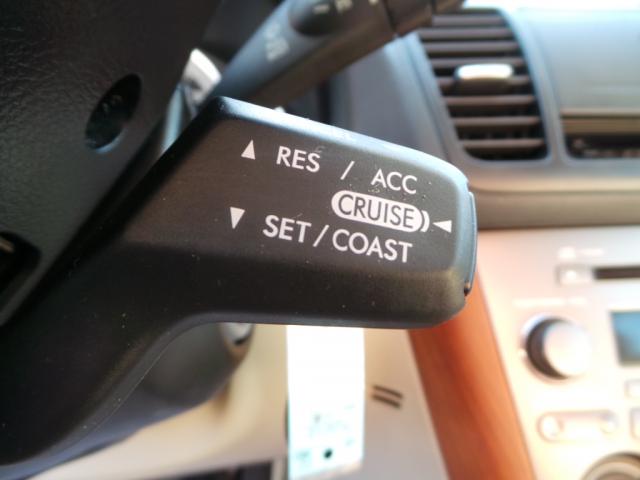 ▲ RES / ACC
CRUISE
▼ SET / COAST